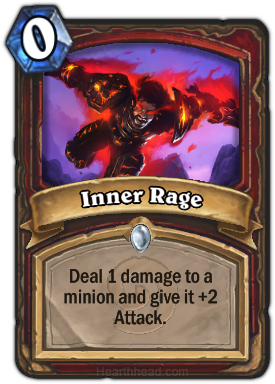 0
Inner Rage
Deal 1 damage to a
minion and give it +2
Attack.
Hearthhead.com